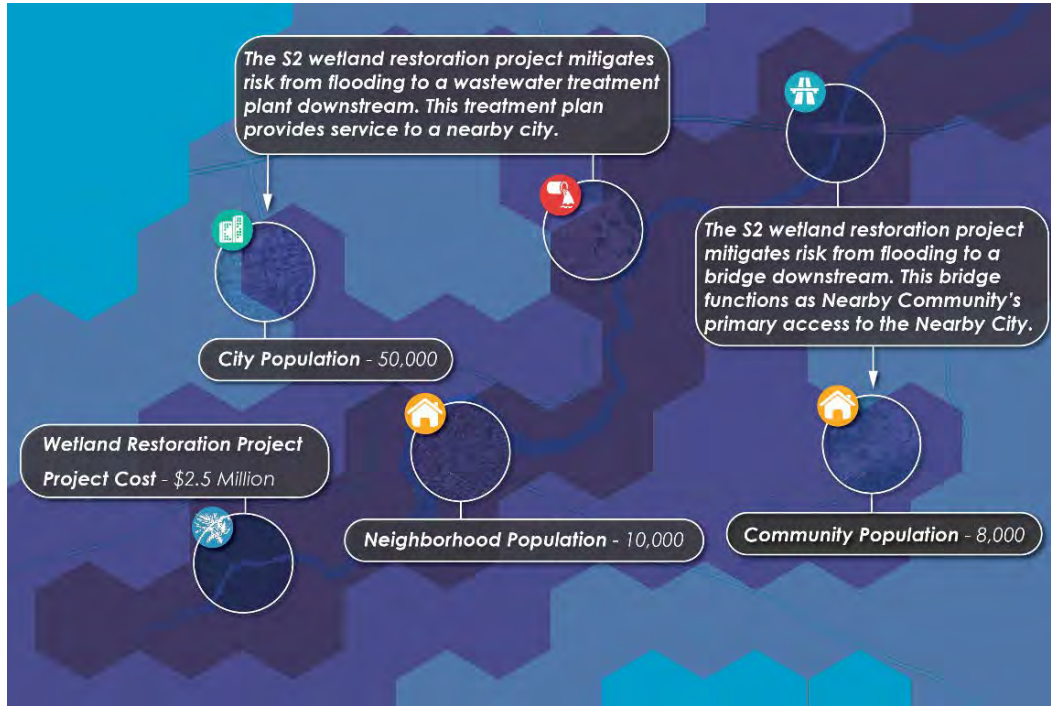 The S2 wetland restoration project mitigates
risk from flooding to a wastewater treatment
plant downstream. This treatment plan
provides service to a nearby city.
The S2 wetland restoration project
mitigates risk from flooding to a
bridge downstream. This bridge
functions as Nearby Community's
primary access to the Nearby City.
City Population - 50,000
Wetland Restoration Project
Project Cost - $2.5 Million
Neighborhood Population - 10,000
Community Population - 8,000